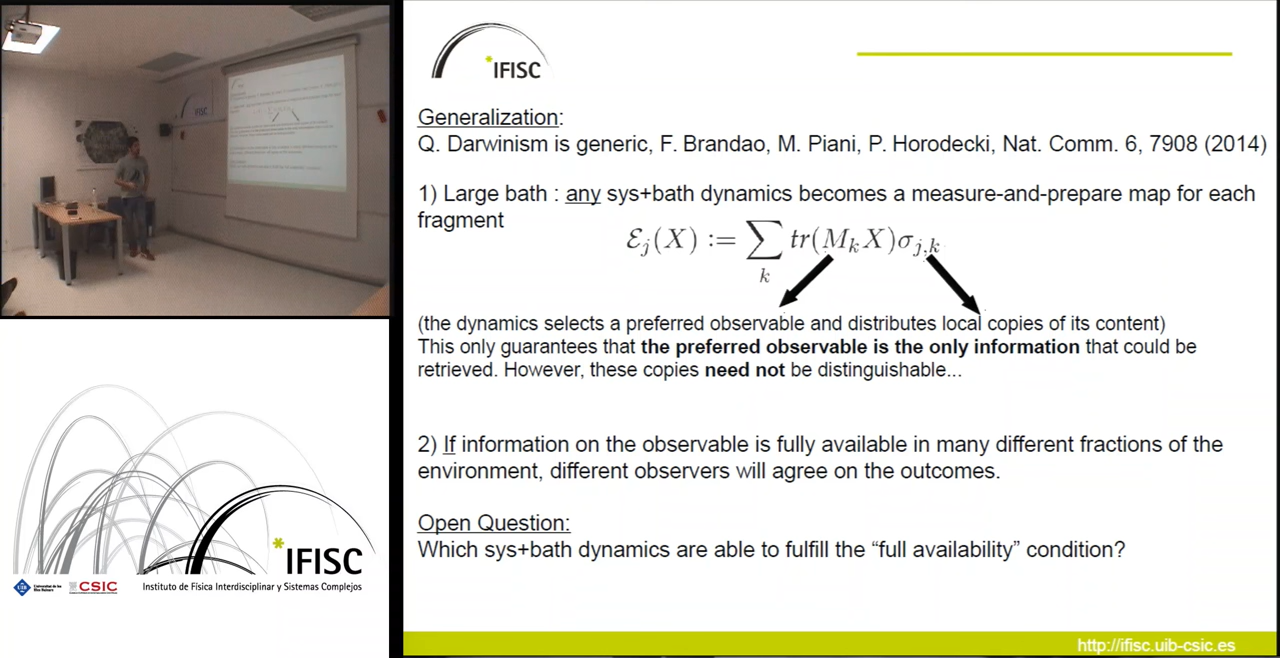 IFISC
Generalization:
Q. Darwinism is generic, F. Brandao, M. Piani, P. Horodecki, Nat. Comm. 6, 7908 (2014)
1) Large bath : any sys+bath dynamics becomes a measure-and-prepare map for each
fragment
ℰⱼ(X) := ∑ₖ tr(MₖX)σⱼ,ₖ
(the dynamics selects a preferred observable and distributes local copies of its content)
This only guarantees that the preferred observable is the only information that could be
retrieved. However, these copies need not be distinguishable...
2) If information on the observable is fully available in many different fractions of the
environment, different observers will agree on the outcomes.
Open Question:
Which sys+bath dynamics are able to fulfill the “full availability” condition?
http://ifisc.uib-csic.es
IFISC
UIB
CSIC
Instituto de Física Interdisciplinar y Sistemas Complejos
IFISC